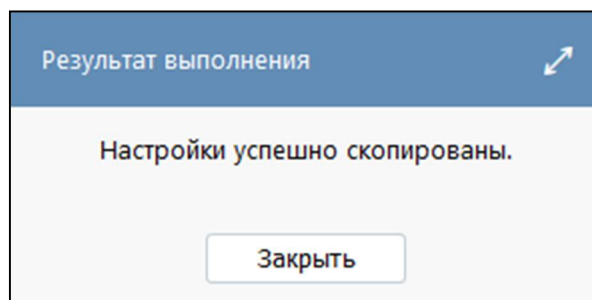 Результат выполнения
Настройки успешно скопированы.
Закрыть